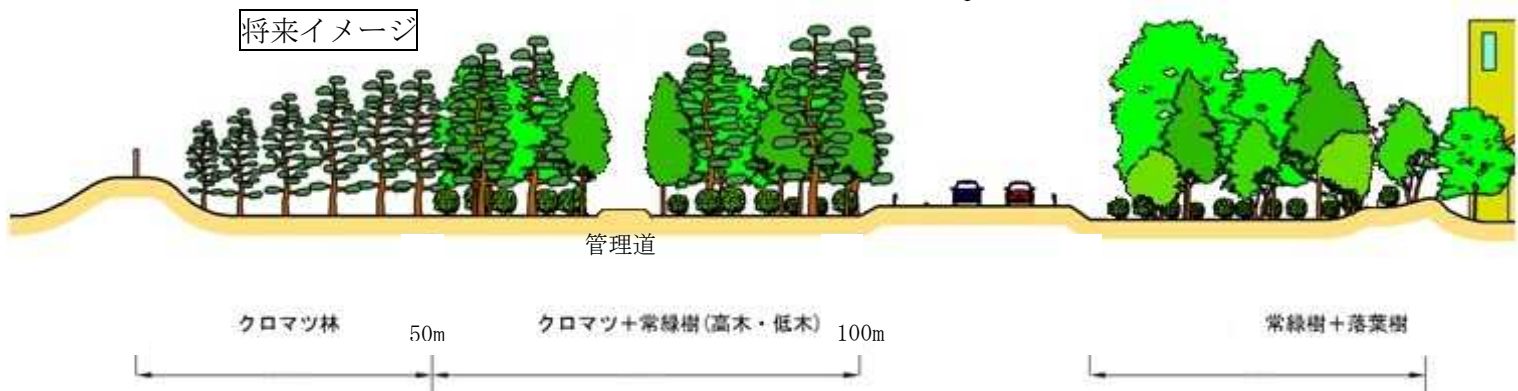 将来イメージ
管理道
クロマツ林
50m
クロマツ+常緑樹(高木・低木)
100m
常緑樹+落葉樹